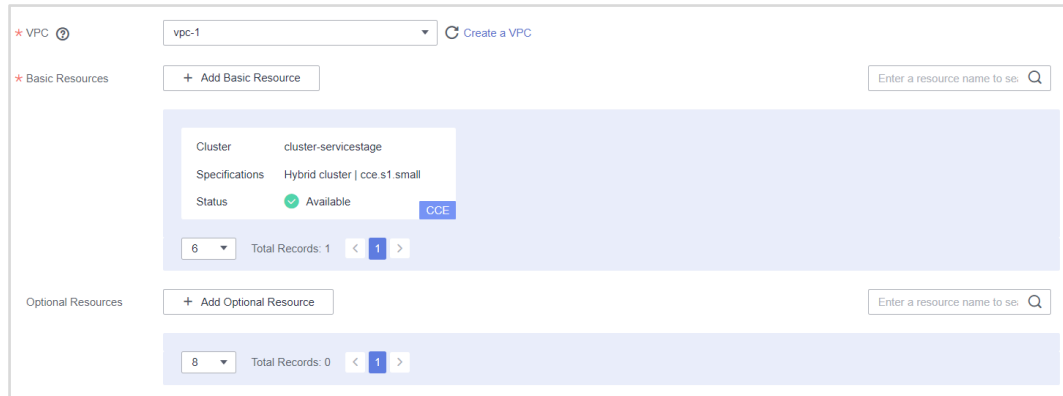 * VPC ?
vpc-1
Create a VPC
* Basic Resources
+ Add Basic Resource
Enter a resource name to se
Cluster cluster-servicestage
Specifications Hybrid cluster | cce.s1.small
Status Available
CCE
6 Total Records: 1 < 1 >
Optional Resources
+ Add Optional Resource
Enter a resource name to se
8 Total Records: 0 < 1 >